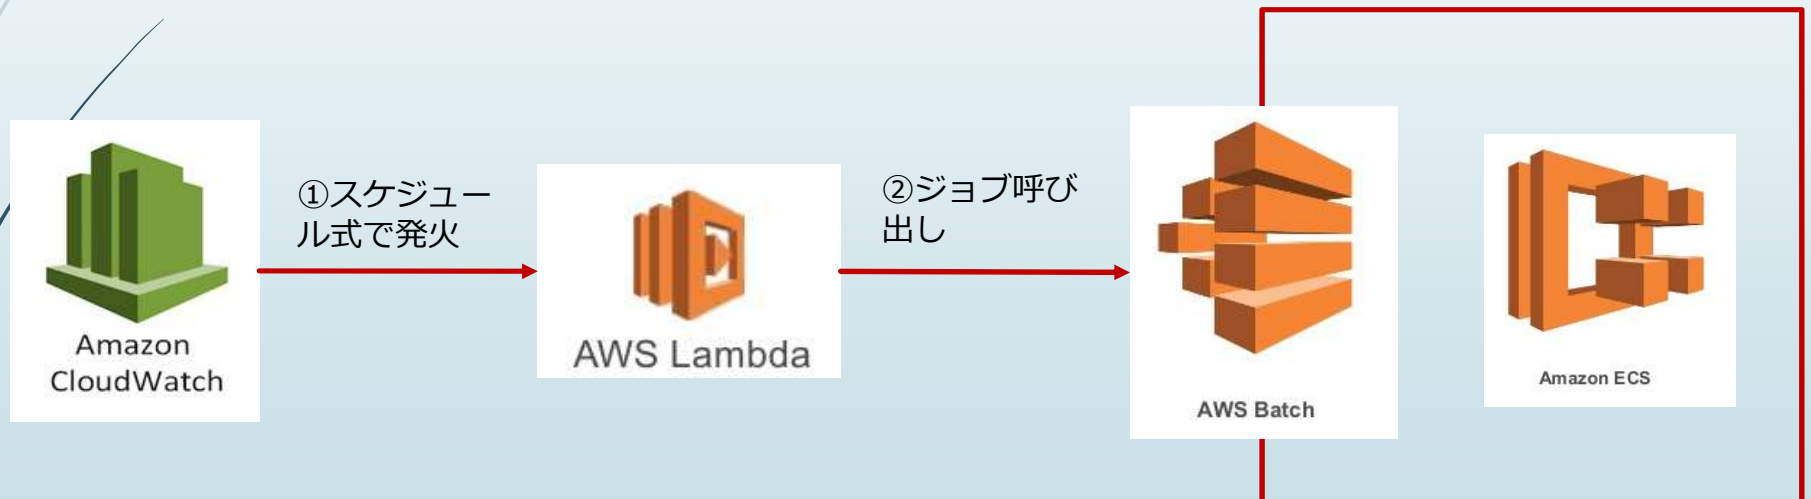 ①スケジュー
ル式で発火
②ジョブ呼び
出し
Amazon
CloudWatch
AWS Lambda
AWS Batch
Amazon ECS